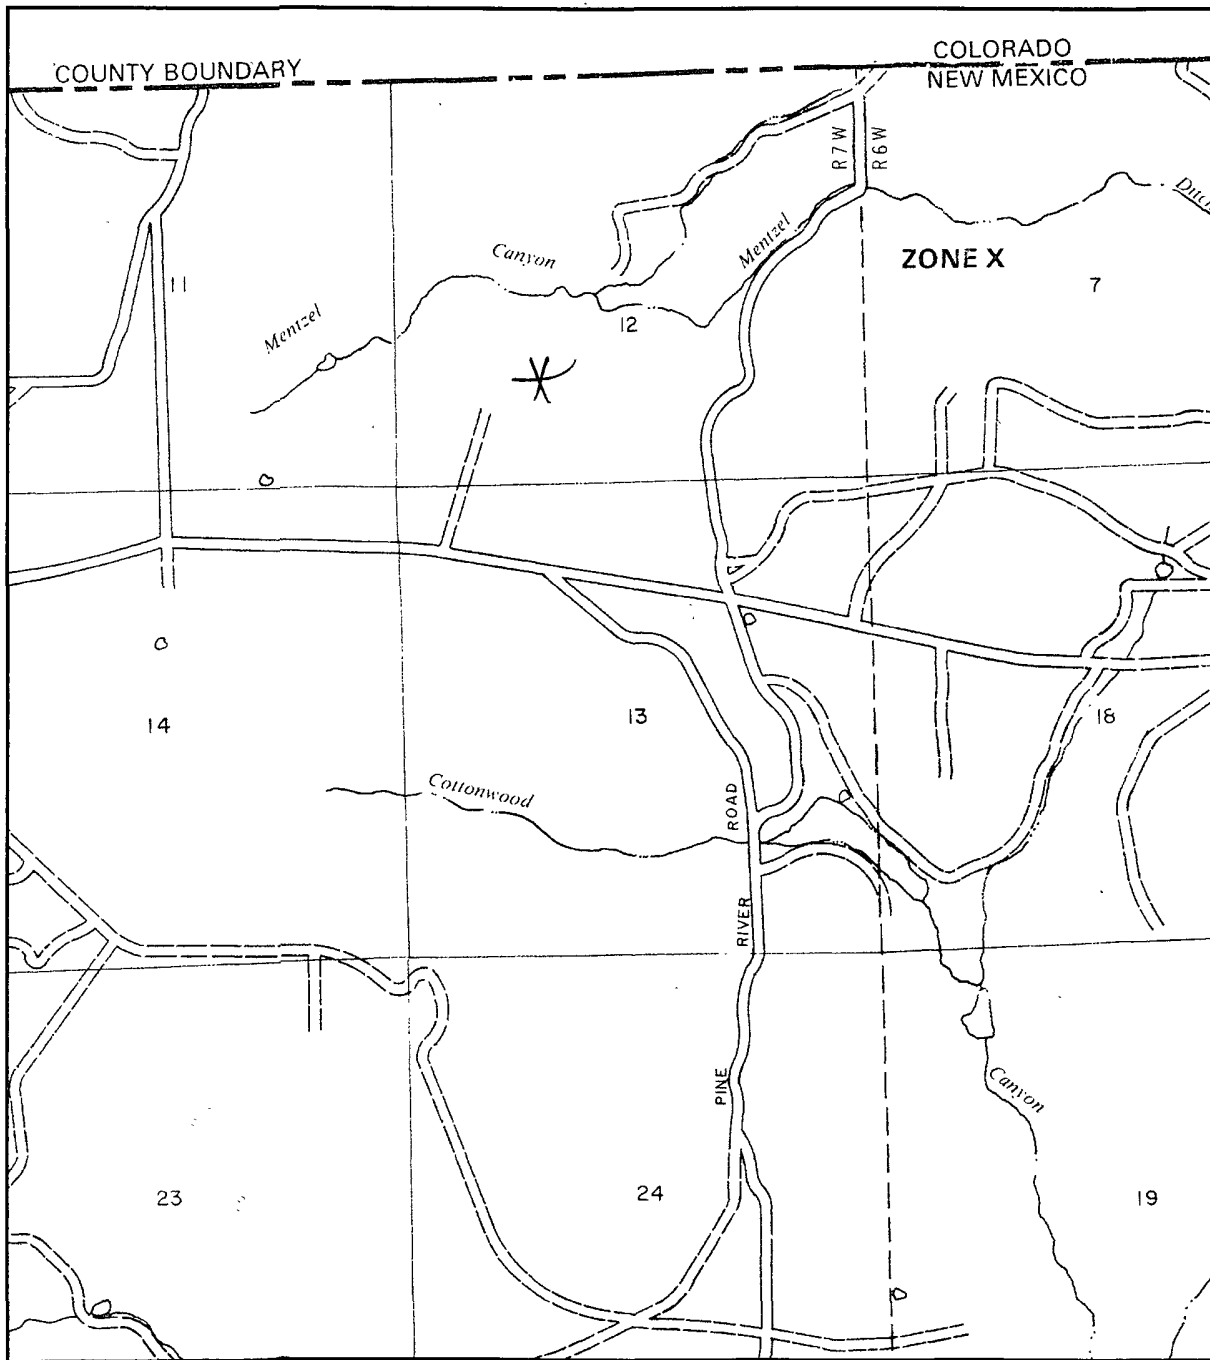 COUNTY BOUNDARY
COLORADO
NEW MEXICO
R7W
R6W
Ditch
Mentzel
Canyon
ZONE X
11
12
7
Mentzel
14
13
18
Cottonwood
ROAD
RIVER
PINE
Canyon
23
24
19